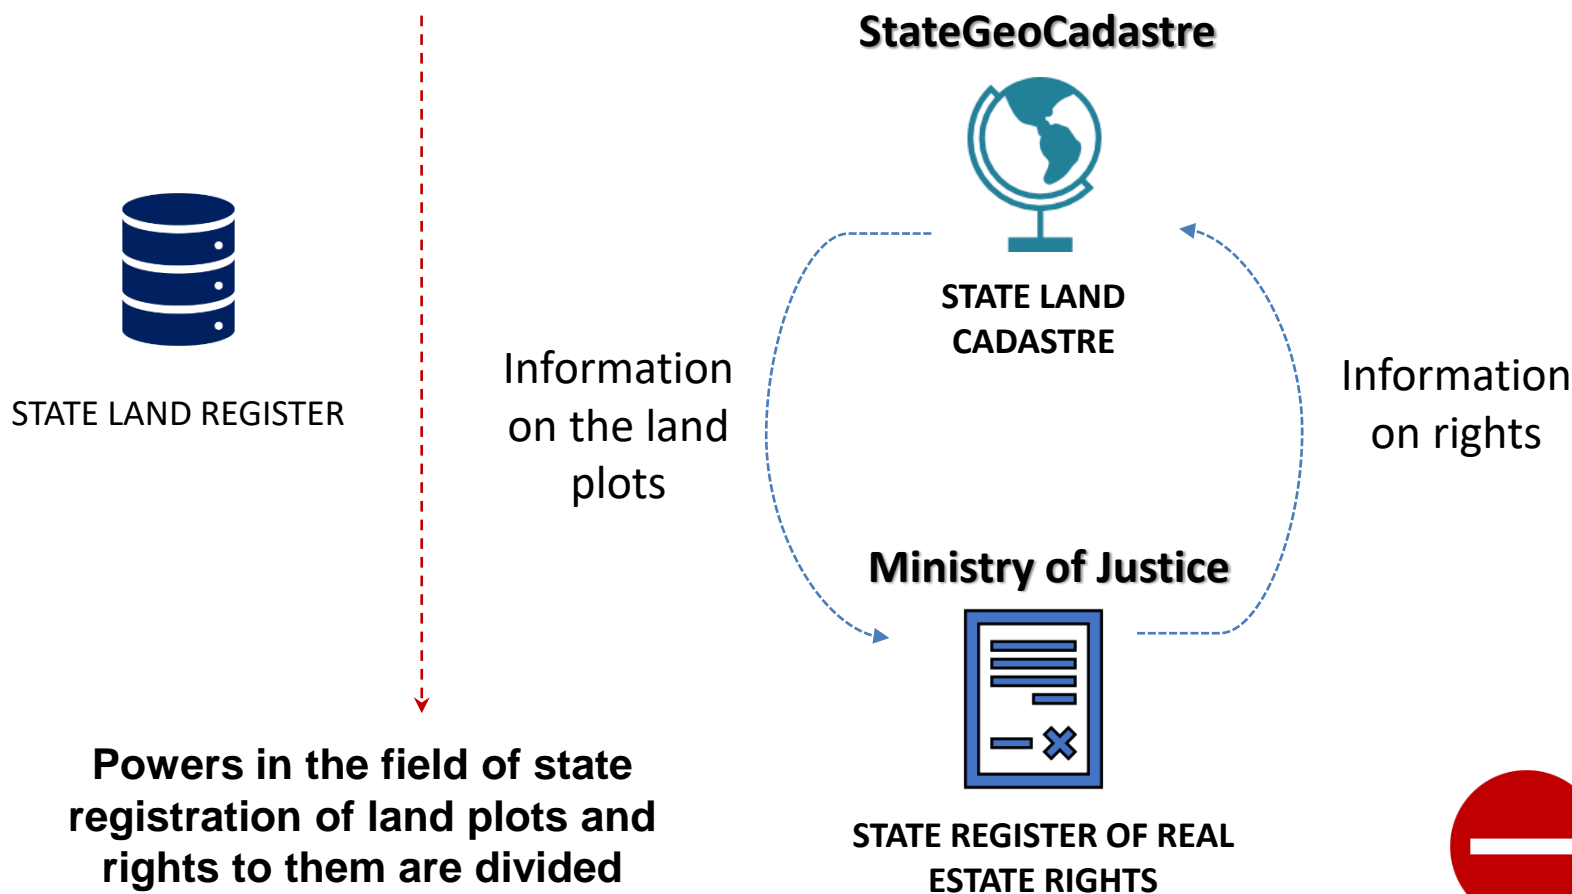 StateGeoCadastre
STATE LAND
CADASTRE
STATE LAND REGISTER
Information
on the land
plots
Information
on rights
Ministry of Justice
STATE REGISTER OF REAL
ESTATE RIGHTS
Powers in the field of state
registration of land plots and
rights to them are divided